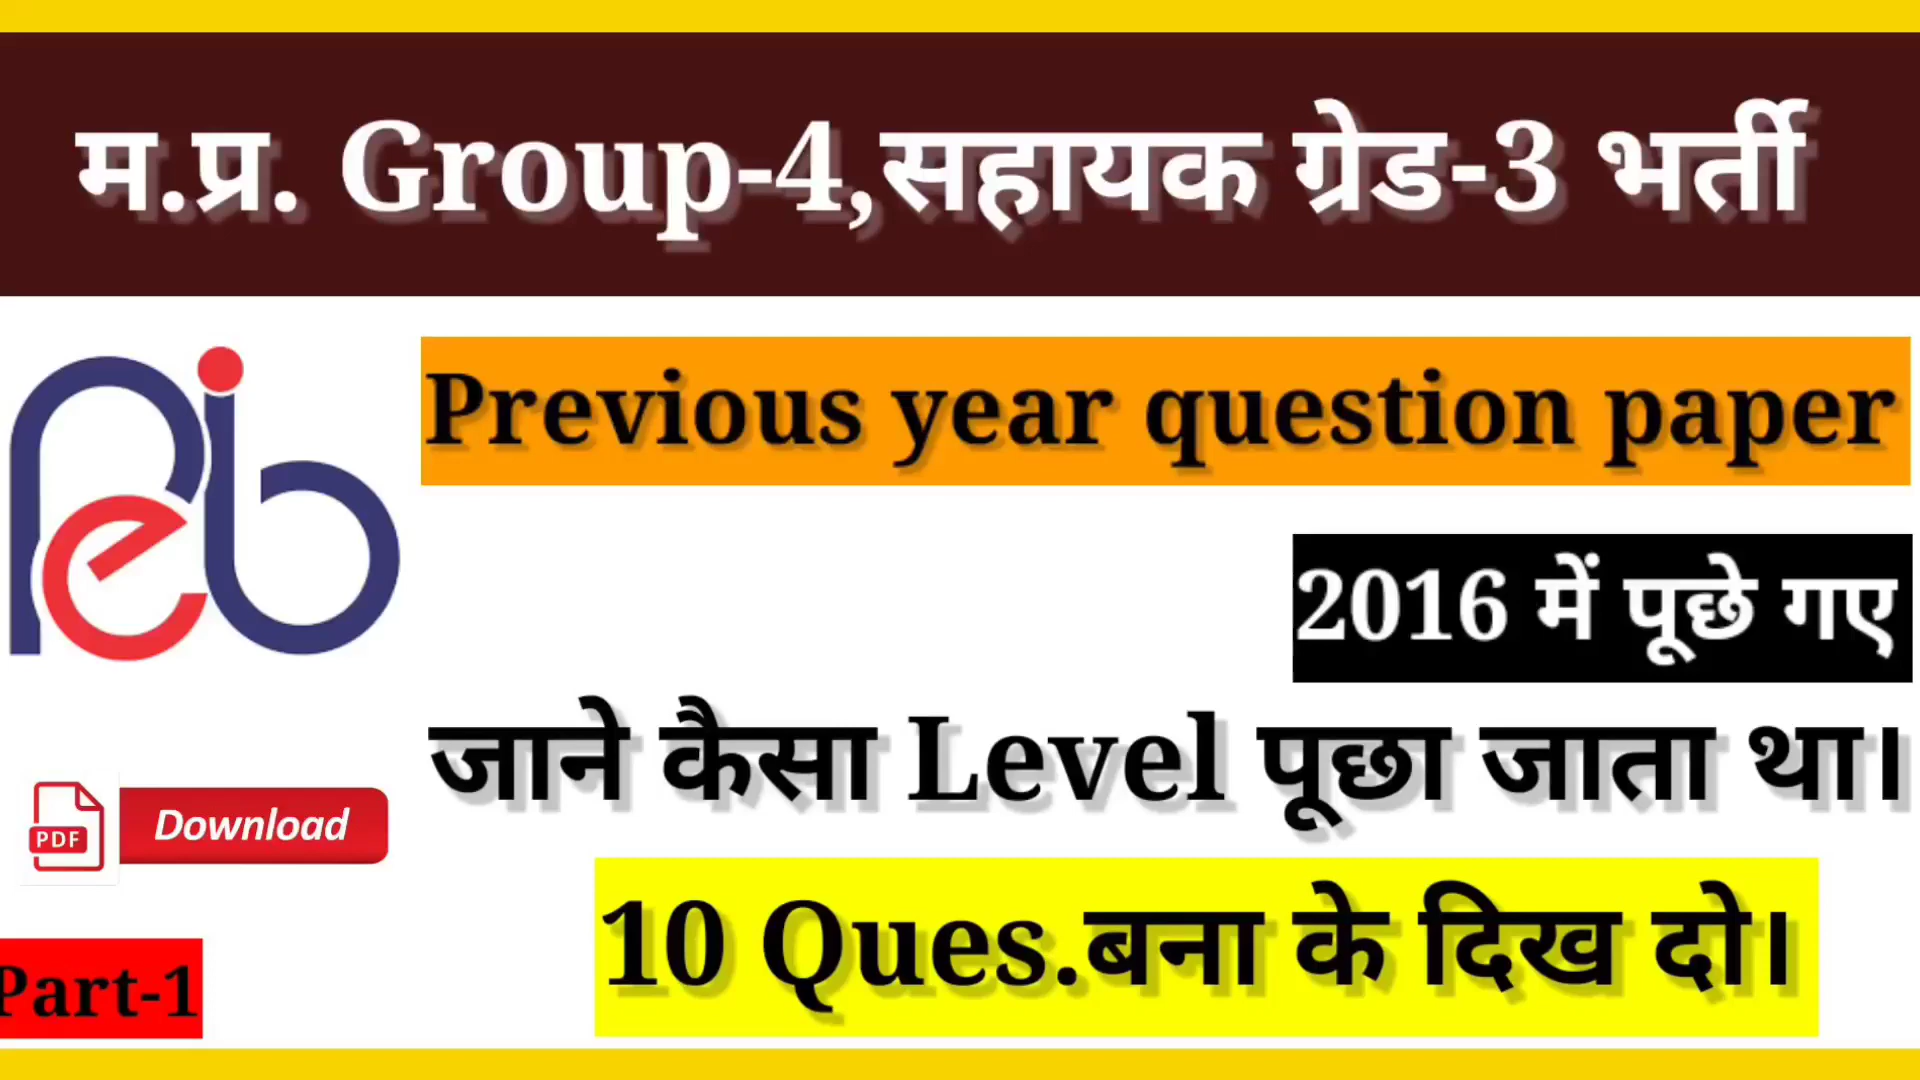 म.प्र. Group-4,सहायक ग्रेड-3 भर्ती
Peb
Previous year question paper
2016 में पूछे गए
जाने कैसा Level पूछा जाता था।
PDF Download
10 Ques.बना के दिख दो।
Part-1